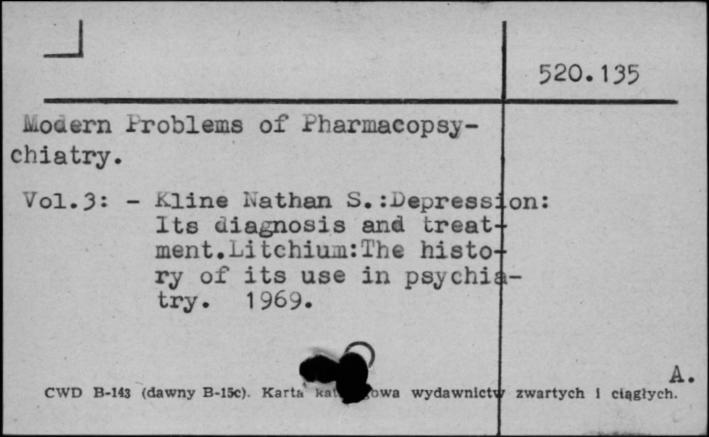 520.135
Modern Problems of Pharmacopsy-
chiatry.
Vol.3: - Kline Nathan S.:Depression:
Its diagnosis and treat-
ment.Litchium:The histo-
ry of its use in psychia-
try. 1969.
A.
CWD B-143 (dawny B-15c). Karta wydawnictw zwartych i ciągłych.